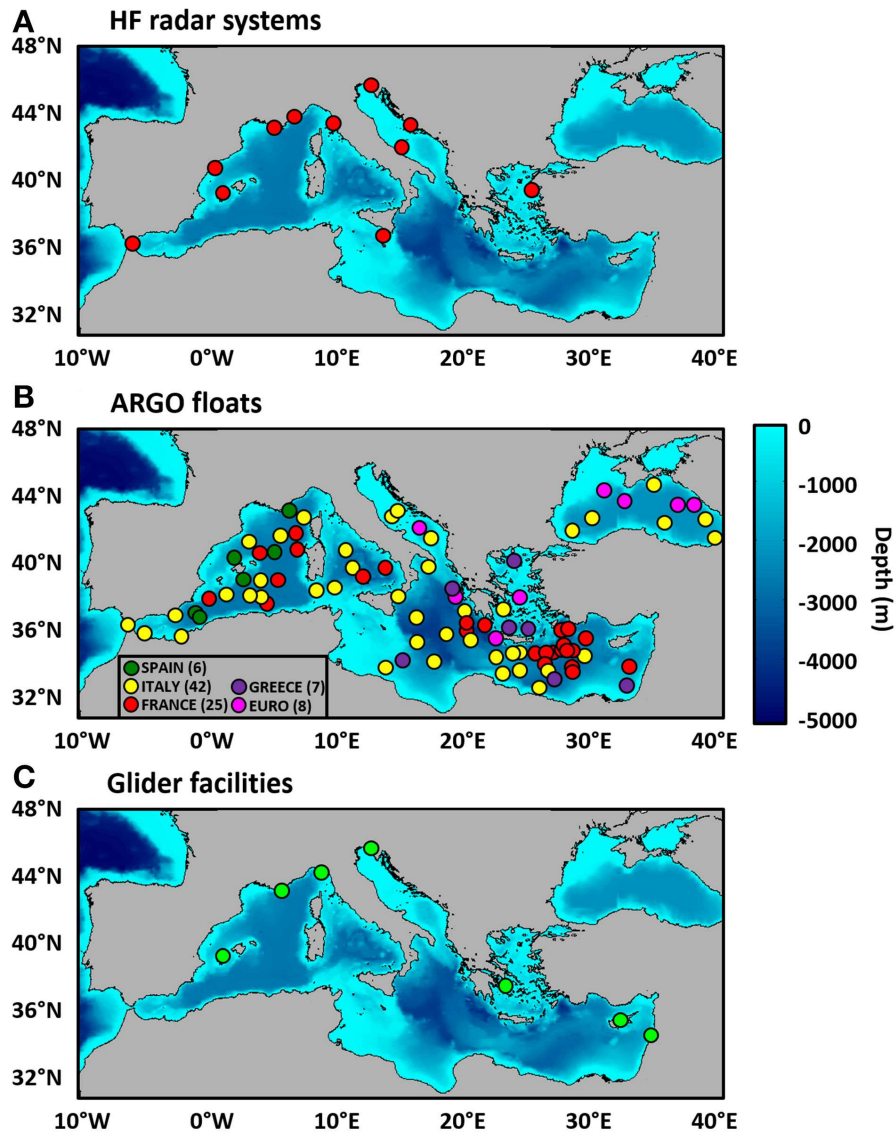 A
HF radar systems
48°N
44°N
40°N
36°N
32°N
10°W 0°W 10°E 20°E 30°E 40°E
B
ARGO floats
48°N
44°N
40°N
36°N
32°N
SPAIN (6)
ITALY (42) GREECE (7)
FRANCE (25) EURO (8)
10°W 0°W 10°E 20°E 30°E 40°E
0
-1000
-2000
-3000
-4000
-5000
Depth (m)
C
Glider facilities
48°N
44°N
40°N
36°N
32°N
10°W 0°W 10°E 20°E 30°E 40°E